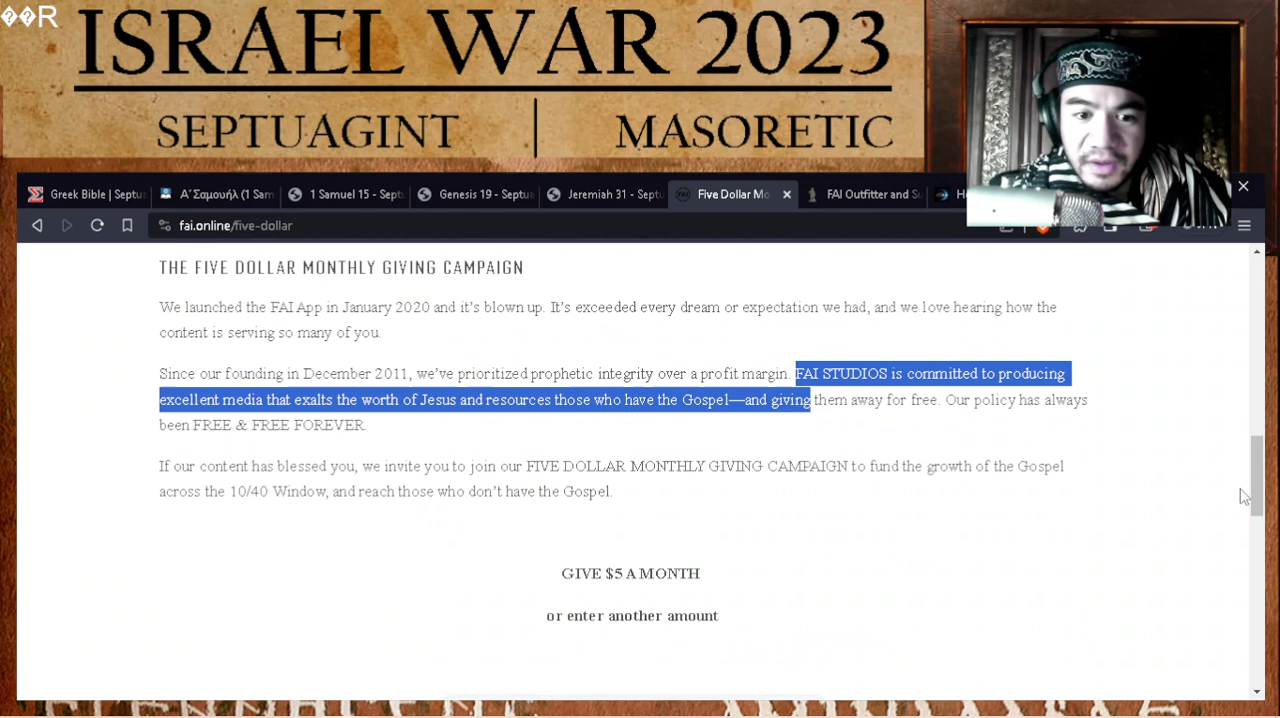 ��R
ISRAEL WAR 2023
SEPTUAGINT | MASORETIC
Greek Bible | Septu
Α΄ Σαμουήλ (1 Sam
1 Samuel 15 - Sept
Genesis 19 - Septua
Jeremiah 31 - Septu
Five Dollar Mo
FAI Outfitter and Su
fai.online/five-dollar
THE FIVE DOLLAR MONTHLY GIVING CAMPAIGN
We launched the FAI App in January 2020 and it's blown up. It's exceeded every dream or expectation we had, and we love hearing how the
content is serving so many of you.
Since our founding in December 2011, we've prioritized prophetic integrity over a profit margin. FAI STUDIOS is committed to producing
excellent media that exalts the worth of Jesus and resources those who have the Gospel—and giving them away for free. Our policy has always
been FREE & FREE FOREVER.
If our content has blessed you, we invite you to join our FIVE DOLLAR MONTHLY GIVING CAMPAIGN to fund the growth of the Gospel
across the 10/40 Window, and reach those who don't have the Gospel.
GIVE $5 A MONTH
or enter another amount